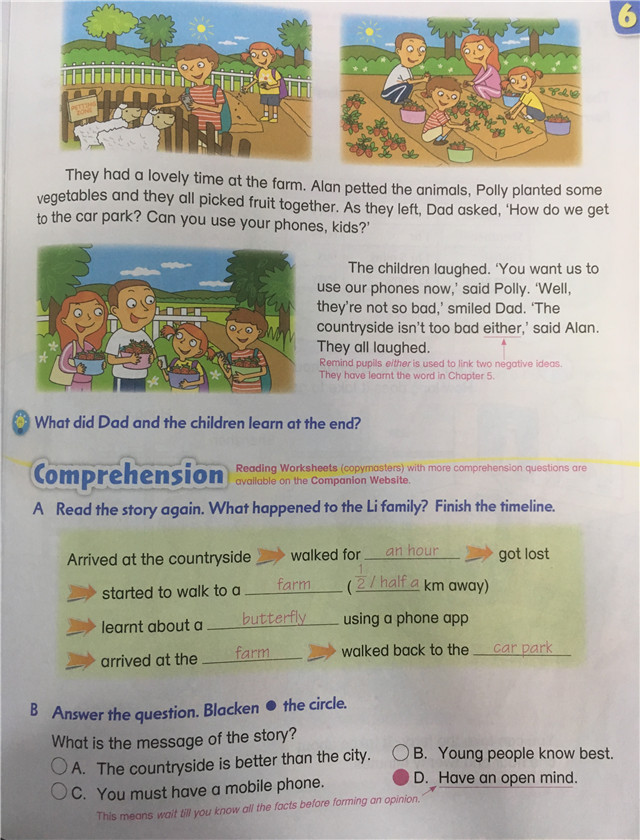 6
PETTING ZONE
They had a lovely time at the farm. Alan petted the animals, Polly planted some
vegetables and they all picked fruit together. As they left, Dad asked, ‘How do we get
to the car park? Can you use your phones, kids?’
The children laughed. ‘You want us to
use our phones now,’ said Polly. ‘Well,
they’re not so bad,’ smiled Dad. ‘The
countryside isn’t too bad either,’ said Alan.
They all laughed.
Remind pupils either is used to link two negative ideas.
They have learnt the word in Chapter 5.
What did Dad and the children learn at the end?
Comprehension
Reading Worksheets (copymasters) with more comprehension questions are
available on the Companion Website.
A Read the story again. What happened to the Li family? Finish the timeline.
Arrived at the countryside walked for an hour got lost
started to walk to a farm ( 1/2 / half a km away)
learnt about a butterfly using a phone app
arrived at the farm walked back to the car park
B Answer the question. Blacken ● the circle.
What is the message of the story?
A. The countryside is better than the city. B. Young people know best.
C. You must have a mobile phone. D. Have an open mind.
This means wait till you know all the facts before forming an opinion.